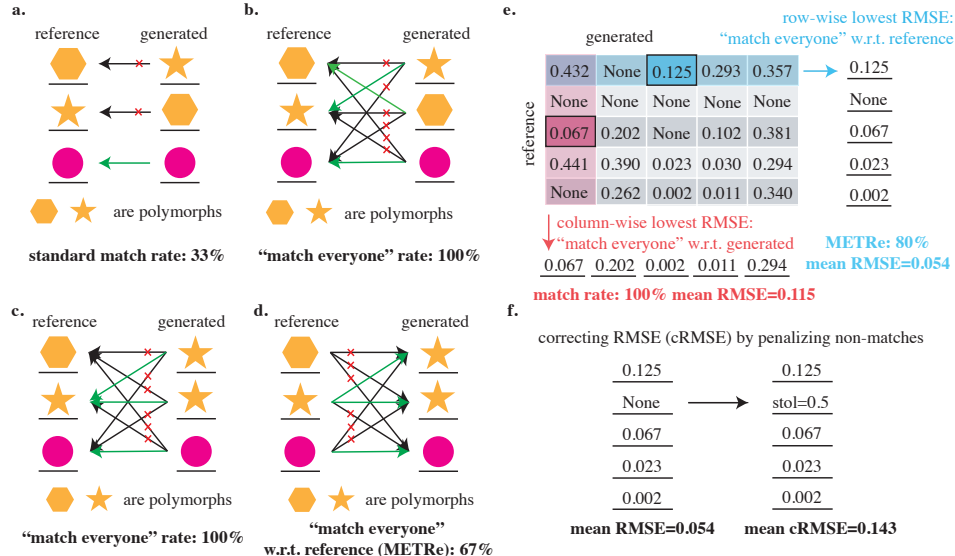 a.
reference generated
are polymorphs
standard match rate: 33%
b.
reference generated
are polymorphs
“match everyone” rate: 100%
c.
reference generated
are polymorphs
“match everyone” rate: 100%
d.
reference generated
are polymorphs
“match everyone”
w.r.t. reference (METRe): 67%
e.
row-wise lowest RMSE:
“match everyone” w.r.t. reference
generated
reference
0.432 None 0.125 0.293 0.357 0.125
None None None None None None
0.067 0.202 None 0.102 0.381 0.067
0.441 0.390 0.023 0.030 0.294 0.023
None 0.262 0.002 0.011 0.340 0.002
column-wise lowest RMSE:
“match everyone” w.r.t. generated
0.067 0.202 0.002 0.011 0.294
match rate: 100% mean RMSE=0.115
METRe: 80%
mean RMSE=0.054
f.
correcting RMSE (cRMSE) by penalizing non-matches
0.125 0.125
None stol=0.5
0.067 0.067
0.023 0.023
0.002 0.002
mean RMSE=0.054 mean cRMSE=0.143